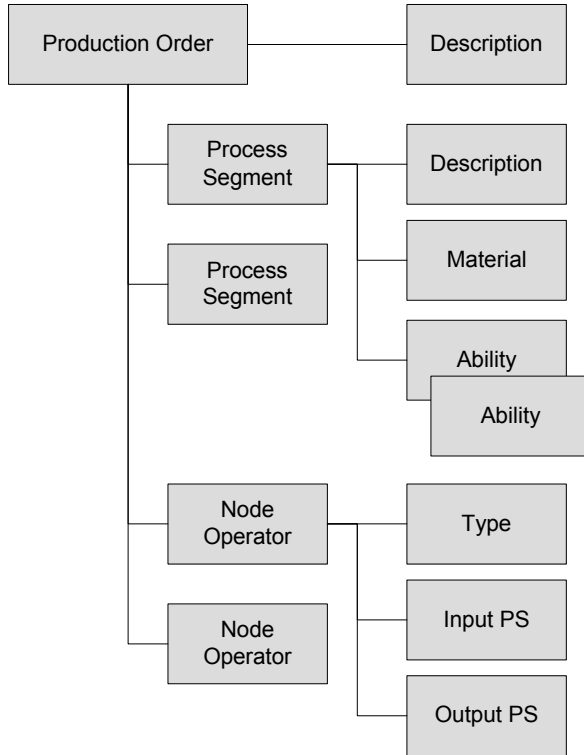 Production Order
Description
Process
Segment
Description
Process
Segment
Material
Ability
Ability
Node
Operator
Type
Node
Operator
Input PS
Output PS